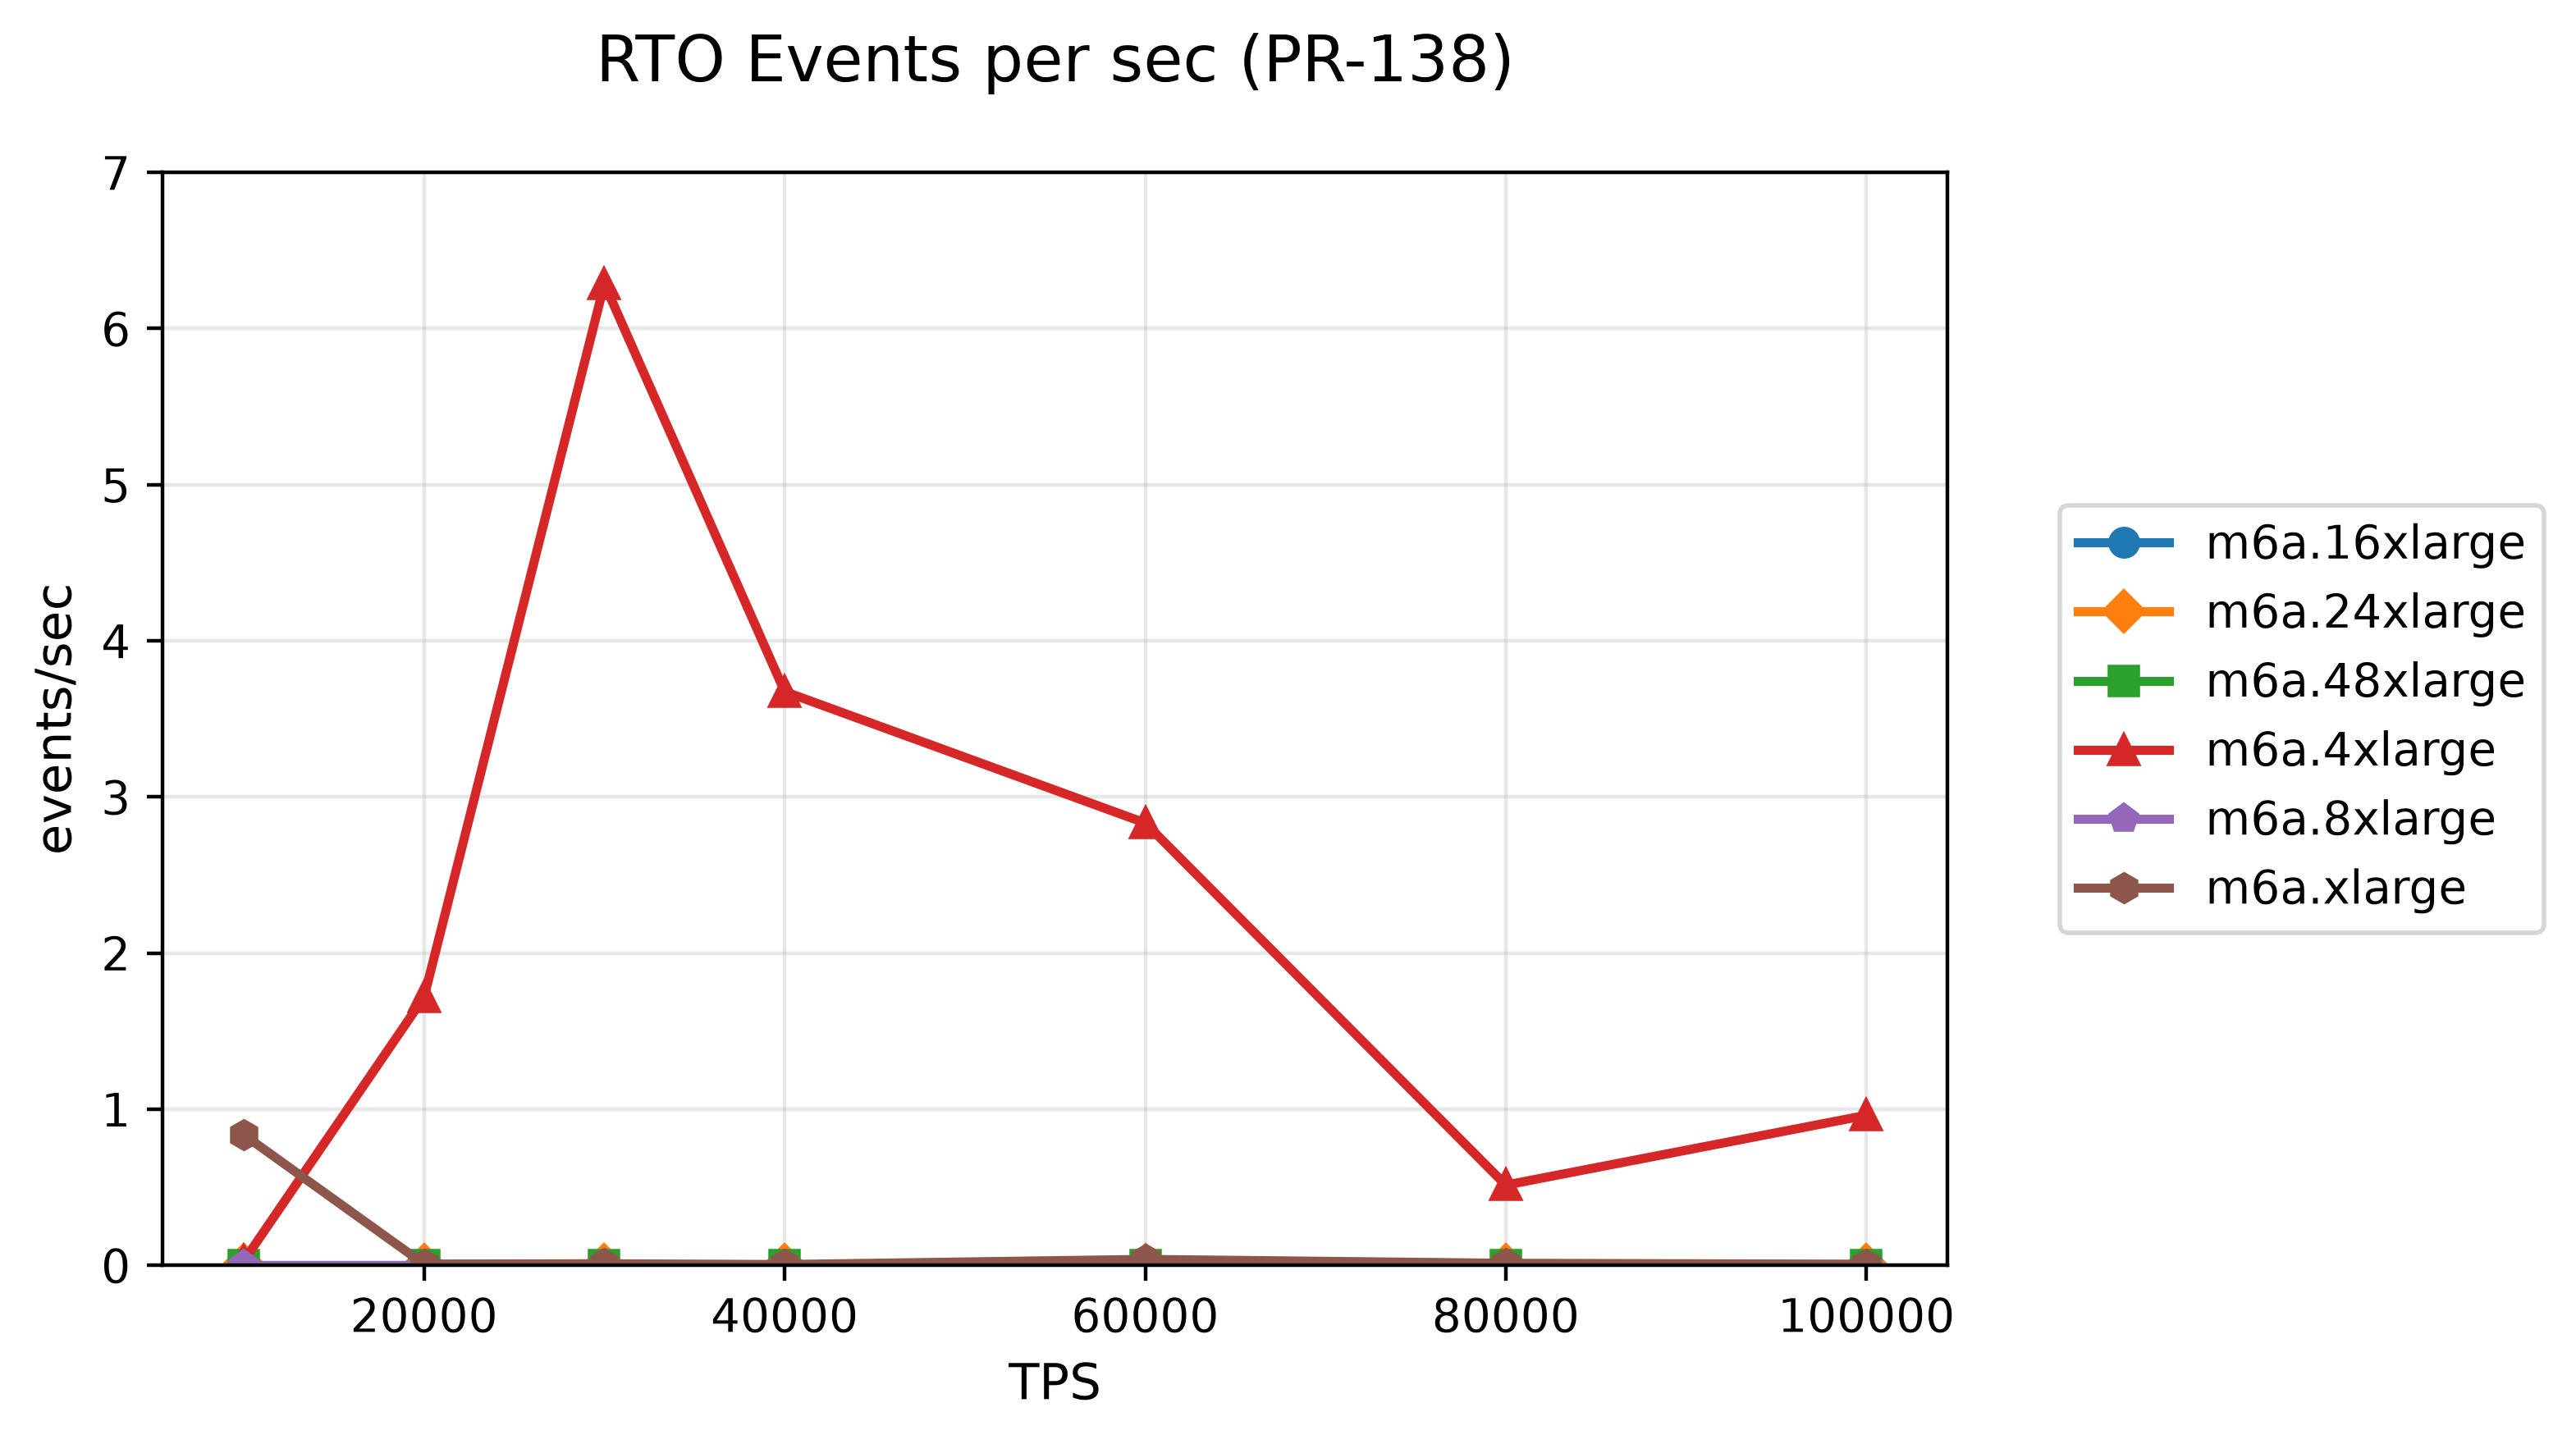 RTO Events per sec (PR-138)
7
6
5
4
3
2
1
0
events/sec
20000 40000 60000 80000 100000
TPS
m6a.16xlarge
m6a.24xlarge
m6a.48xlarge
m6a.4xlarge
m6a.8xlarge
m6a.xlarge